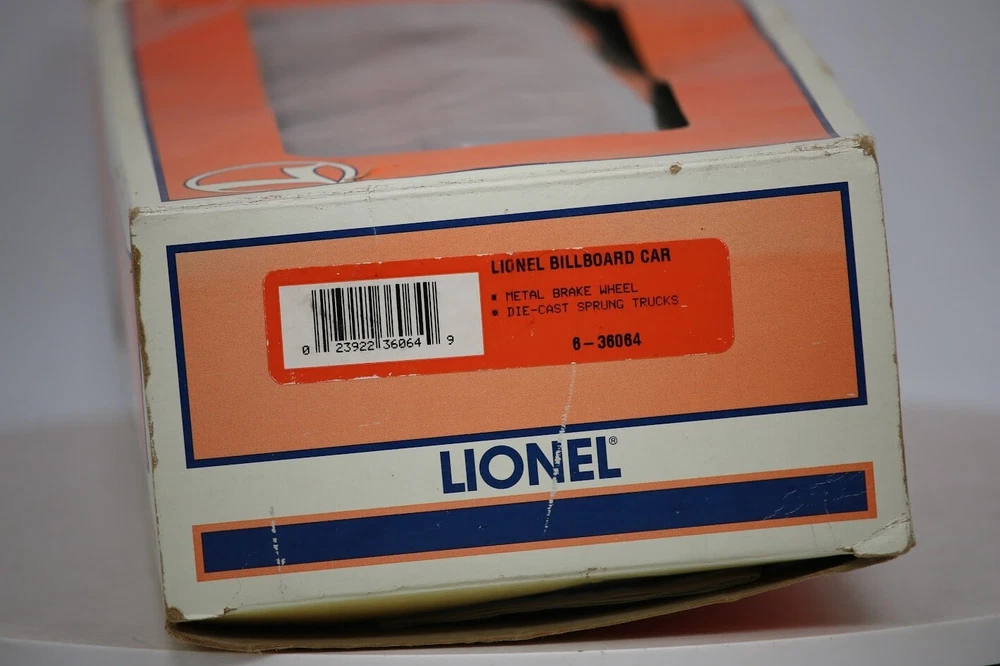 LIONEL BILLBOARD CAR
▪ METAL BRAKE WHEEL
▪ DIE-CAST SPRUNG TRUCKS
6-36064
0 23922 36064 9
LIONEL®